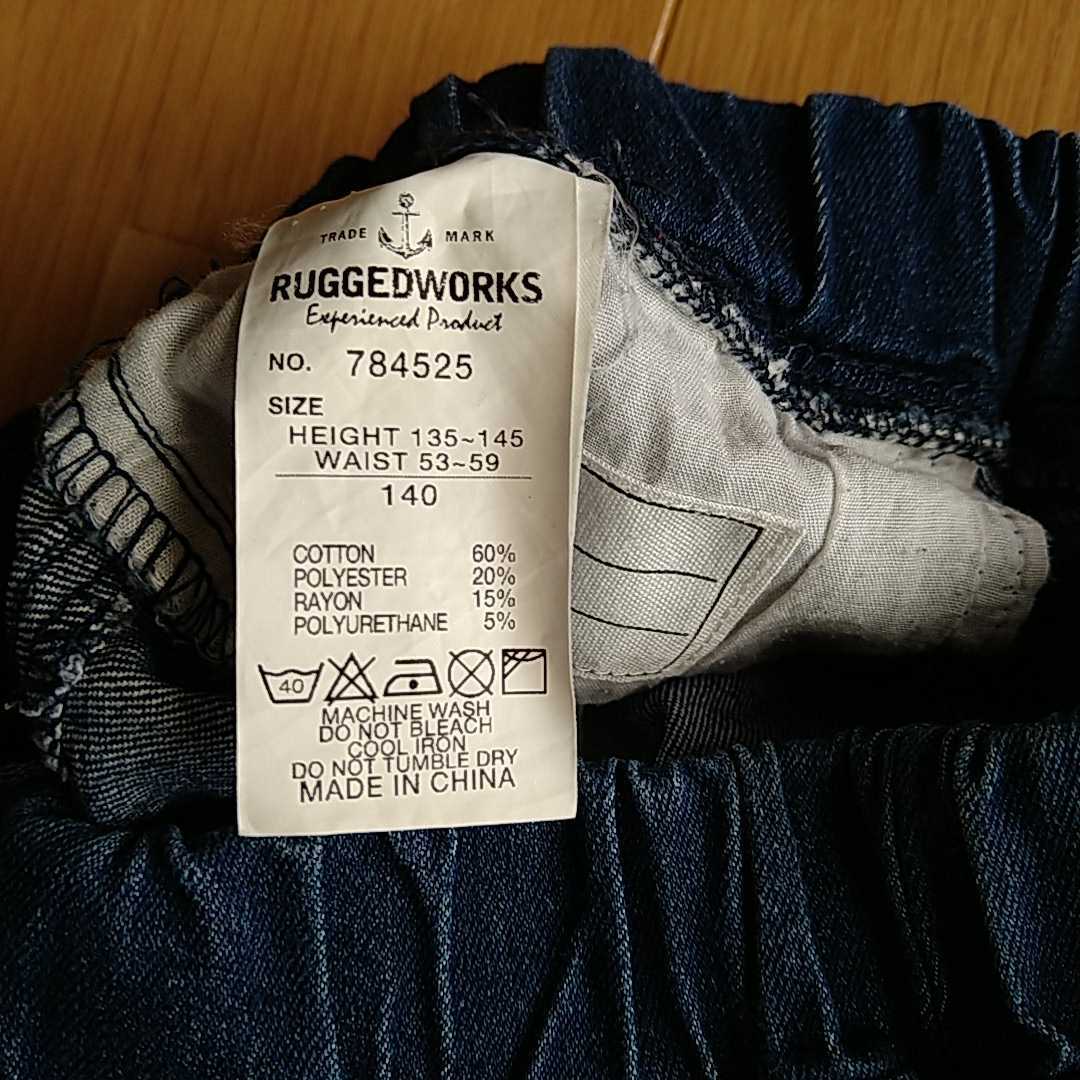 TRADE MARK
RUGGEDWORKS
Experienced Product
NO. 784525
SIZE
HEIGHT 135~145
WAIST 53~59
140
COTTON 60%
POLYESTER 20%
RAYON 15%
POLYURETHANE 5%
40
MACHINE WASH
DO NOT BLEACH
COOL IRON
DO NOT TUMBLE DRY
MADE IN CHINA